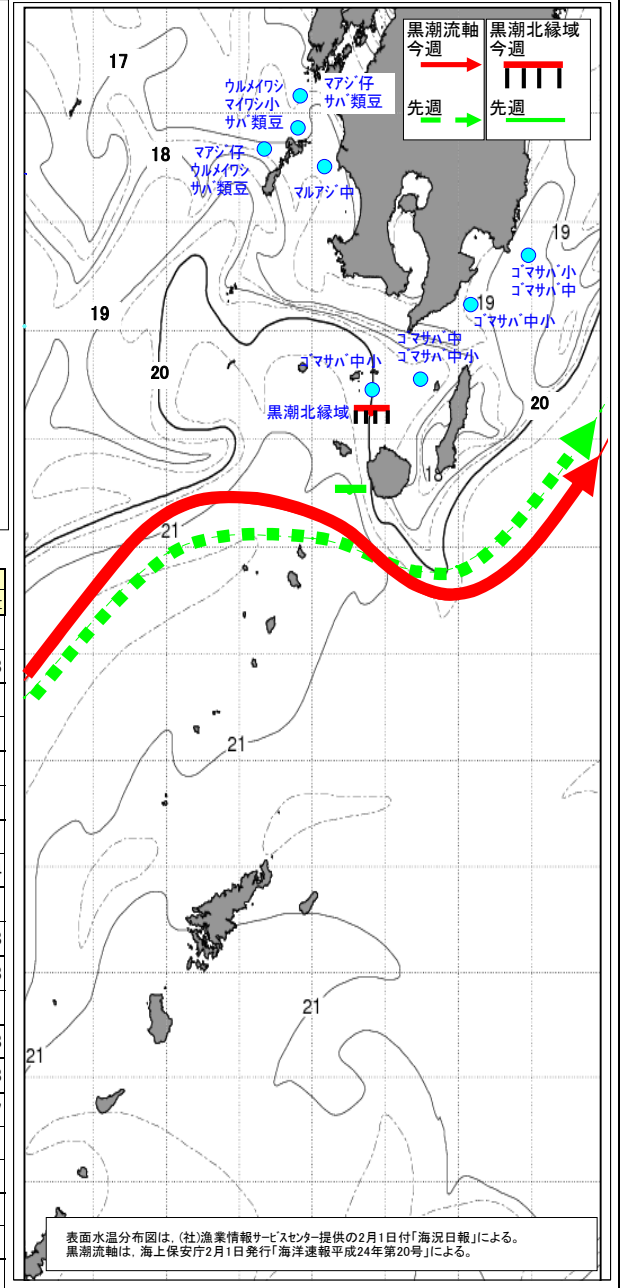 黒潮流軸
今週
先週
黒潮北縁域
今週
先週
17
ウルメイワシ
マイワシ小
サバ類豆
マアジ仔
サバ類豆
18
マアジ仔
ウルメイワシ
サバ類豆
マルアジ中
19
ゴマサバ小
ゴマサバ中
19
19
ゴマサバ中小
ゴマサバ中
ゴマサバ中小
20
ゴマサバ中小
20
黒潮北縁域
18
21
21
21
21
表面水温分布図は，(社)漁業情報サービスセンター提供の2月1日付「海況日報」による。
黒潮流軸は，海上保安庁2月1日発行「海洋速報平成24年第20号」による。